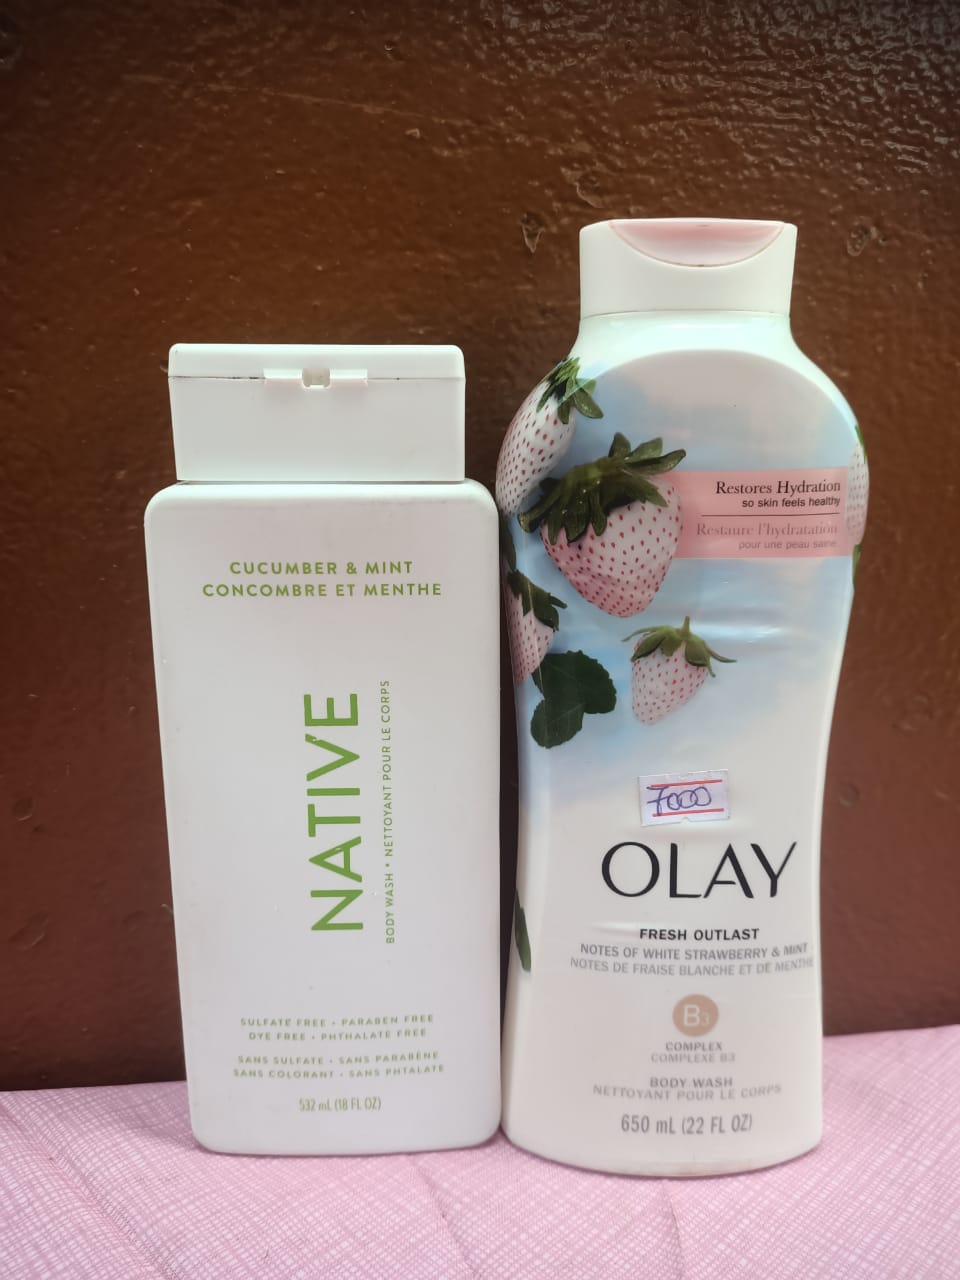 CUCUMBER & MINT
CONCOMBRE ET MENTHE
NATIVE
BODY WASH • NETTOYANT POUR LE CORPS
SULFATE FREE • PARABEN FREE
DYE FREE • PHTHALATE FREE
SANS SULFATE • SANS PARABÈNE
SANS COLORANT • SANS PHTALATE
532 mL (18 FL OZ)
Restores Hydration
so skin feels healthy
Restaure l'hydratation
pour une peau saine
7000
OLAY
FRESH OUTLAST
NOTES OF WHITE STRAWBERRY & MINT
NOTES DE FRAISE BLANCHE ET DE MENTHE
B3
COMPLEX
COMPLEXE B3
BODY WASH
NETTOYANT POUR LE CORPS
650 mL (22 FL OZ)